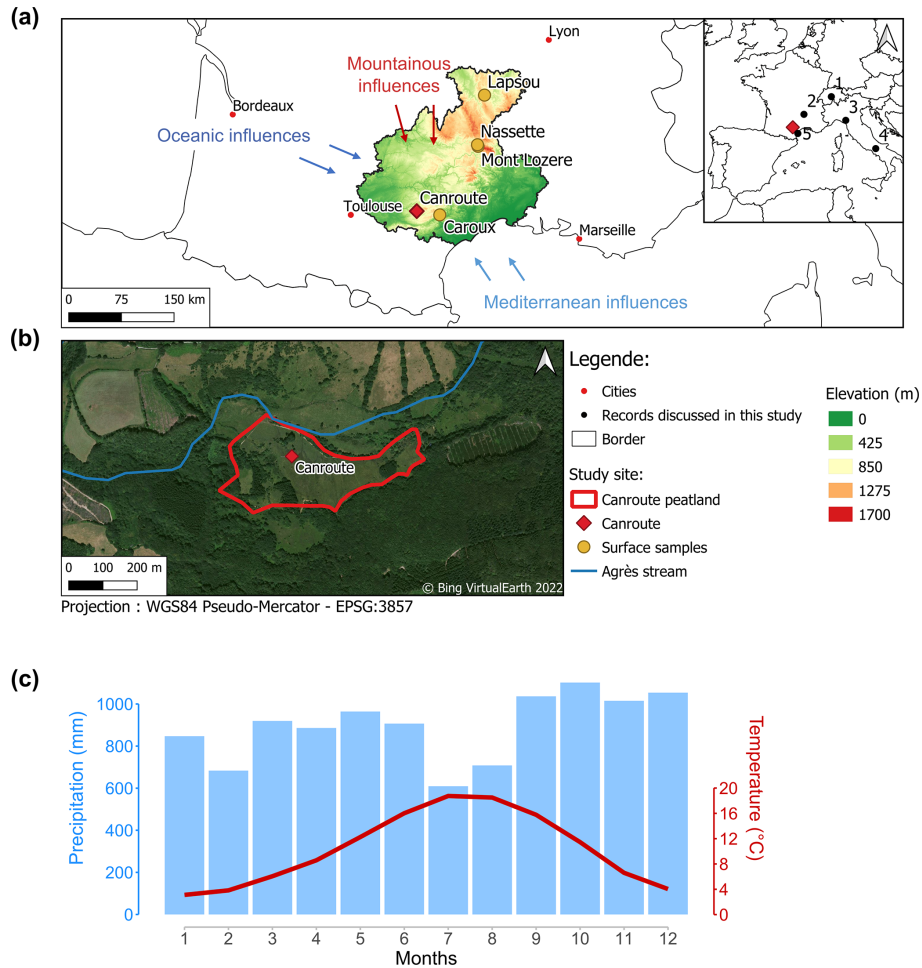 (a)
Lyon
Mountainous
influences
Lapsou
Bordeaux
Oceanic influences
Nassette
Mont Lozere
Canroute
Toulouse
Caroux
Marseille
Mediterranean influences
0 75 150 km
1
2
3
4
5
(b)
Canroute
0 100 200 m
© Bing VirtualEarth 2022
Projection : WGS84 Pseudo-Mercator - EPSG:3857
Legende:
Cities
Records discussed in this study
Border
Study site:
Canroute peatland
Canroute
Surface samples
Agrès stream
Elevation (m)
0
425
850
1275
1700
(c)
Precipitation (mm)
1000
800
600
400
200
0
Temperature (°C)
20
16
12
8
4
0
1 2 3 4 5 6 7 8 9 10 11 12
Months